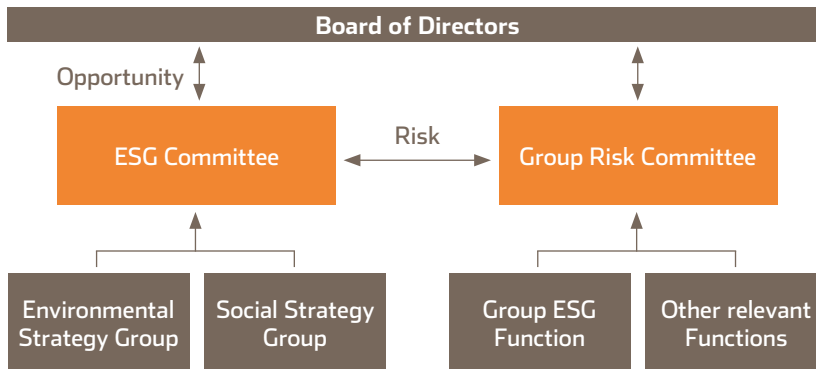 Board of Directors
Opportunity
ESG Committee
Risk
Group Risk Committee
Environmental
Strategy Group
Social Strategy
Group
Group ESG
Function
Other relevant
Functions